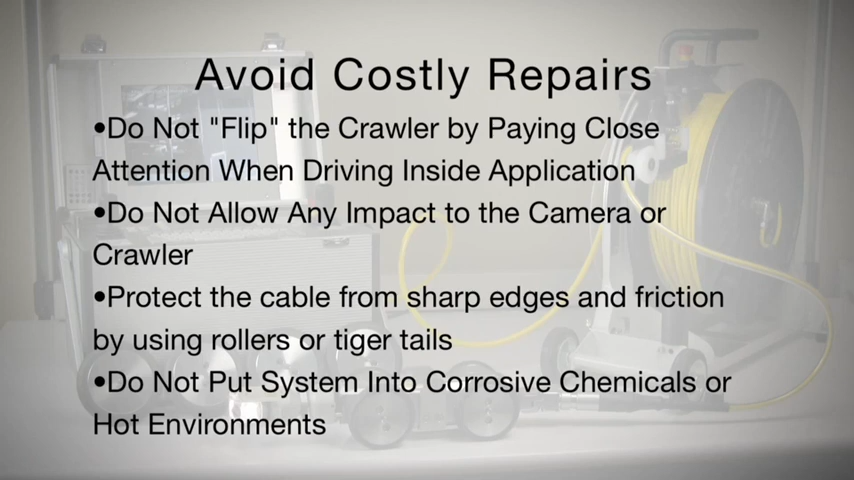 Avoid Costly Repairs
•Do Not "Flip" the Crawler by Paying Close
Attention When Driving Inside Application
•Do Not Allow Any Impact to the Camera or
Crawler
•Protect the cable from sharp edges and friction
by using rollers or tiger tails
•Do Not Put System Into Corrosive Chemicals or
Hot Environments